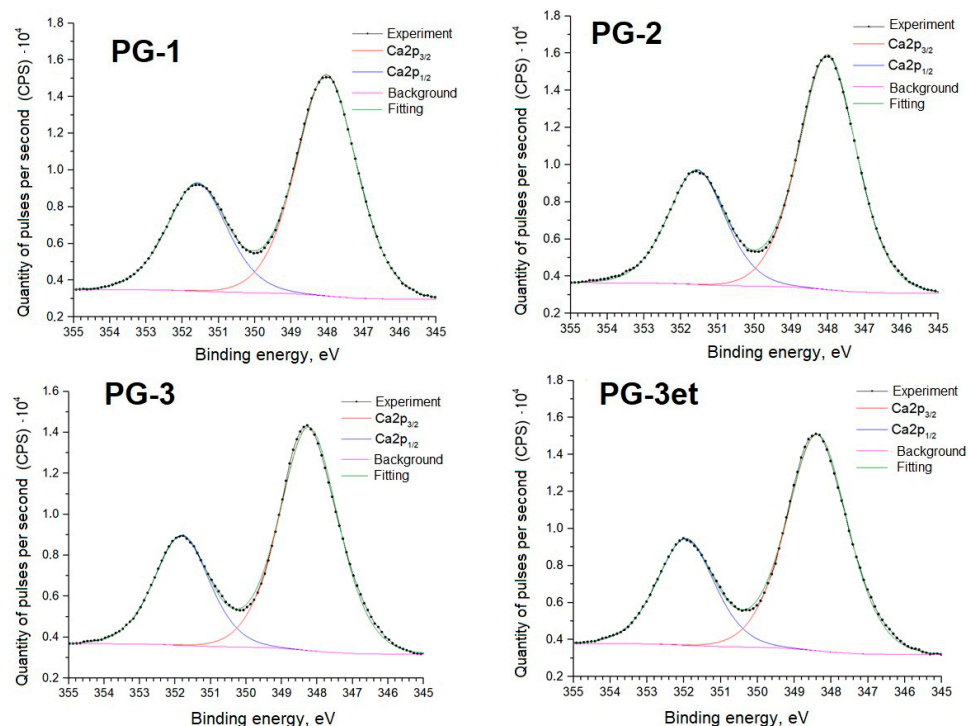 PG-1
Quantity of pulses per second (CPS) ·10⁴
1.8
1.6
1.4
1.2
1.0
0.8
0.6
0.4
0.2
Experiment
Ca2p₃/₂
Ca2p₁/₂
Background
Fitting
355 354 353 352 351 350 349 348 347 346 345
Binding energy, eV
PG-2
Quantity of pulses per second (CPS) ·10⁴
1.8
1.6
1.4
1.2
1.0
0.8
0.6
0.4
0.2
Experiment
Ca2p₃/₂
Ca2p₁/₂
Background
Fitting
355 354 353 352 351 350 349 348 347 346 345
Binding energy, eV
PG-3
Quantity of pulses per second (CPS) ·10⁴
1.6
1.4
1.2
1.0
0.8
0.6
0.4
0.2
Experiment
Ca2p₃/₂
Ca2p₁/₂
Background
Fitting
355 354 353 352 351 350 349 348 347 346 345
Binding energy, eV
PG-3et
Quantity of pulses per second (CPS) ·10⁴
1.8
1.6
1.4
1.2
1.0
0.8
0.6
0.4
0.2
Experiment
Ca2p₃/₂
Ca2p₁/₂
Background
Fitting
355 354 353 352 351 350 349 348 347 346 345
Binding energy, eV